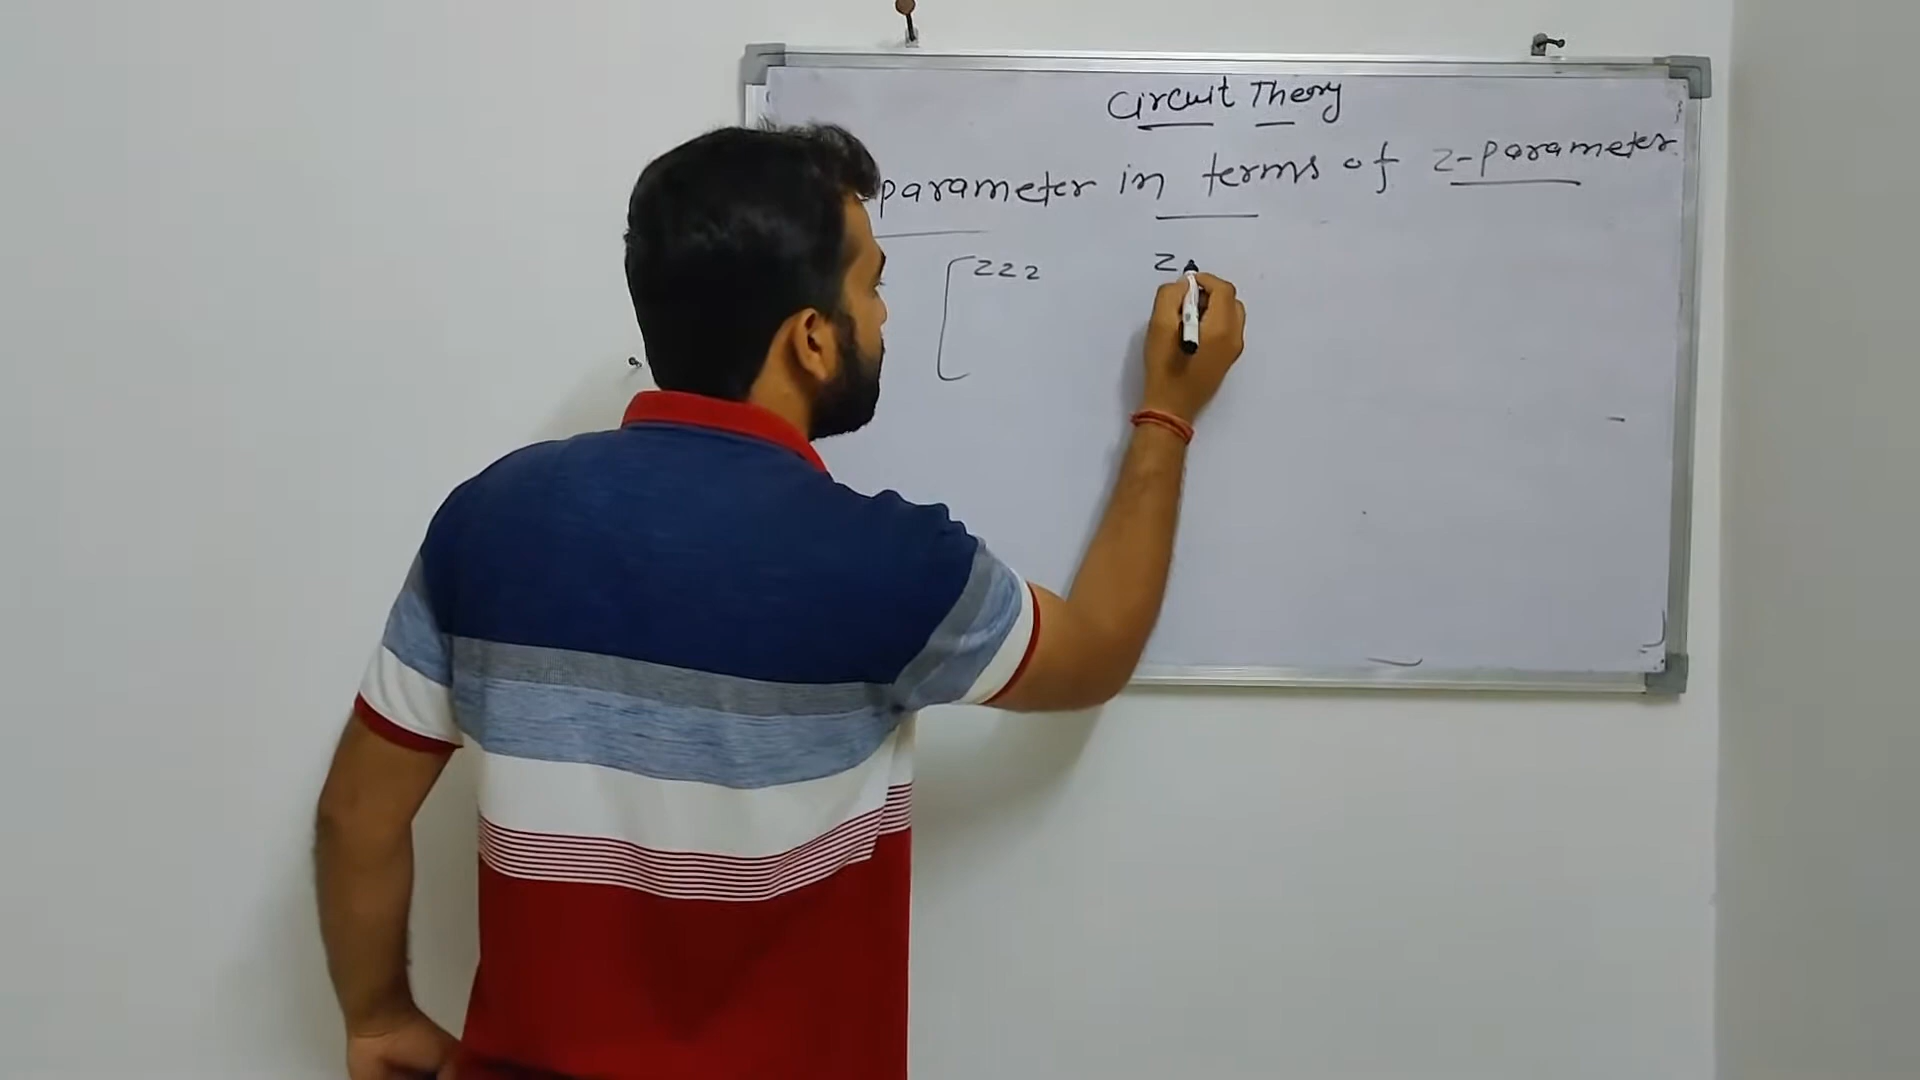 Circuit Theory
parameter in terms of Z-parameter
Z22 Z